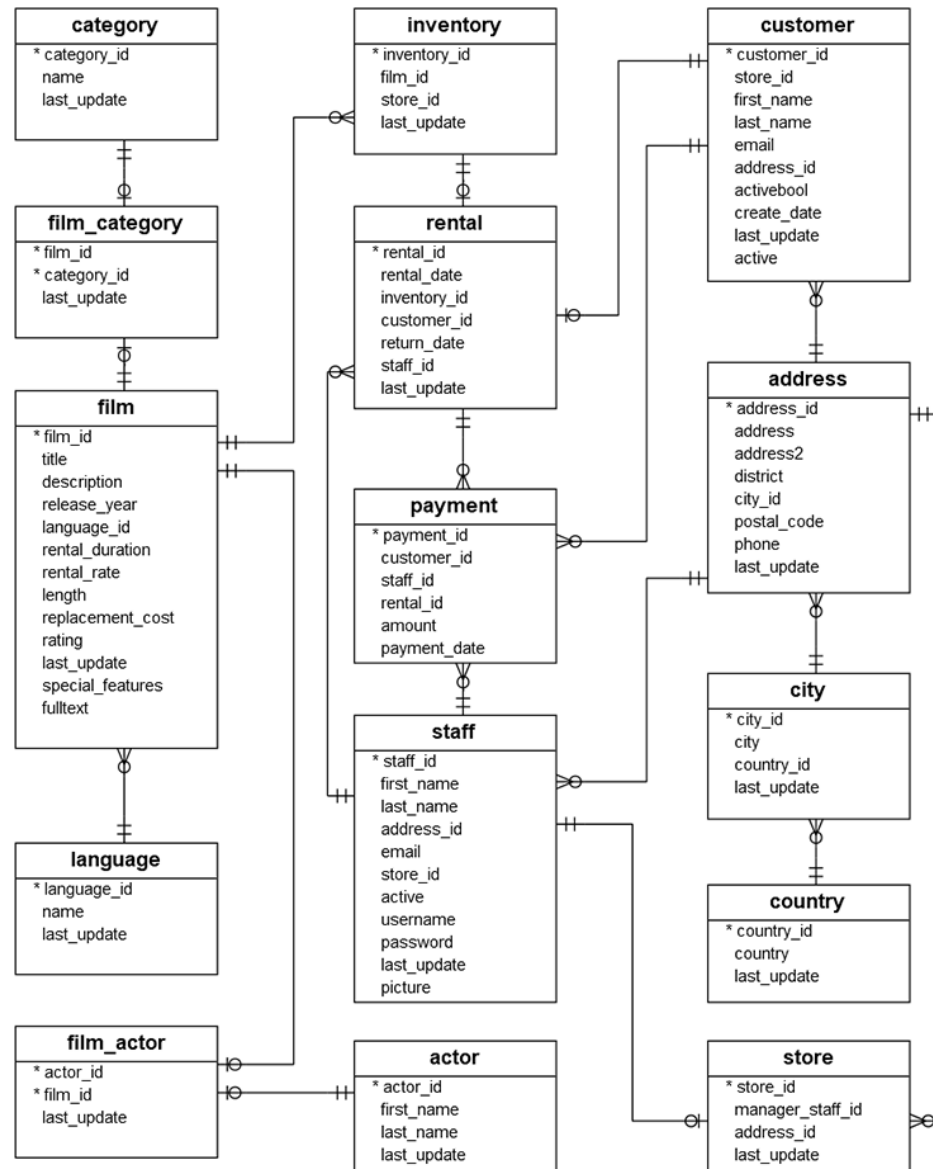 category
* category_id
name
last_update
film_category
* film_id
* category_id
last_update
film
* film_id
title
description
release_year
language_id
rental_duration
rental_rate
length
replacement_cost
rating
last_update
special_features
fulltext
language
* language_id
name
last_update
film_actor
* actor_id
* film_id
last_update
inventory
* inventory_id
film_id
store_id
last_update
rental
* rental_id
rental_date
inventory_id
customer_id
return_date
staff_id
last_update
payment
* payment_id
customer_id
staff_id
rental_id
amount
payment_date
staff
* staff_id
first_name
last_name
address_id
email
store_id
active
username
password
last_update
picture
actor
* actor_id
first_name
last_name
last_update
customer
* customer_id
store_id
first_name
last_name
email
address_id
activebool
create_date
last_update
active
address
* address_id
address
address2
district
city_id
postal_code
phone
last_update
city
* city_id
city
country_id
last_update
country
* country_id
country
last_update
store
* store_id
manager_staff_id
address_id
last_update